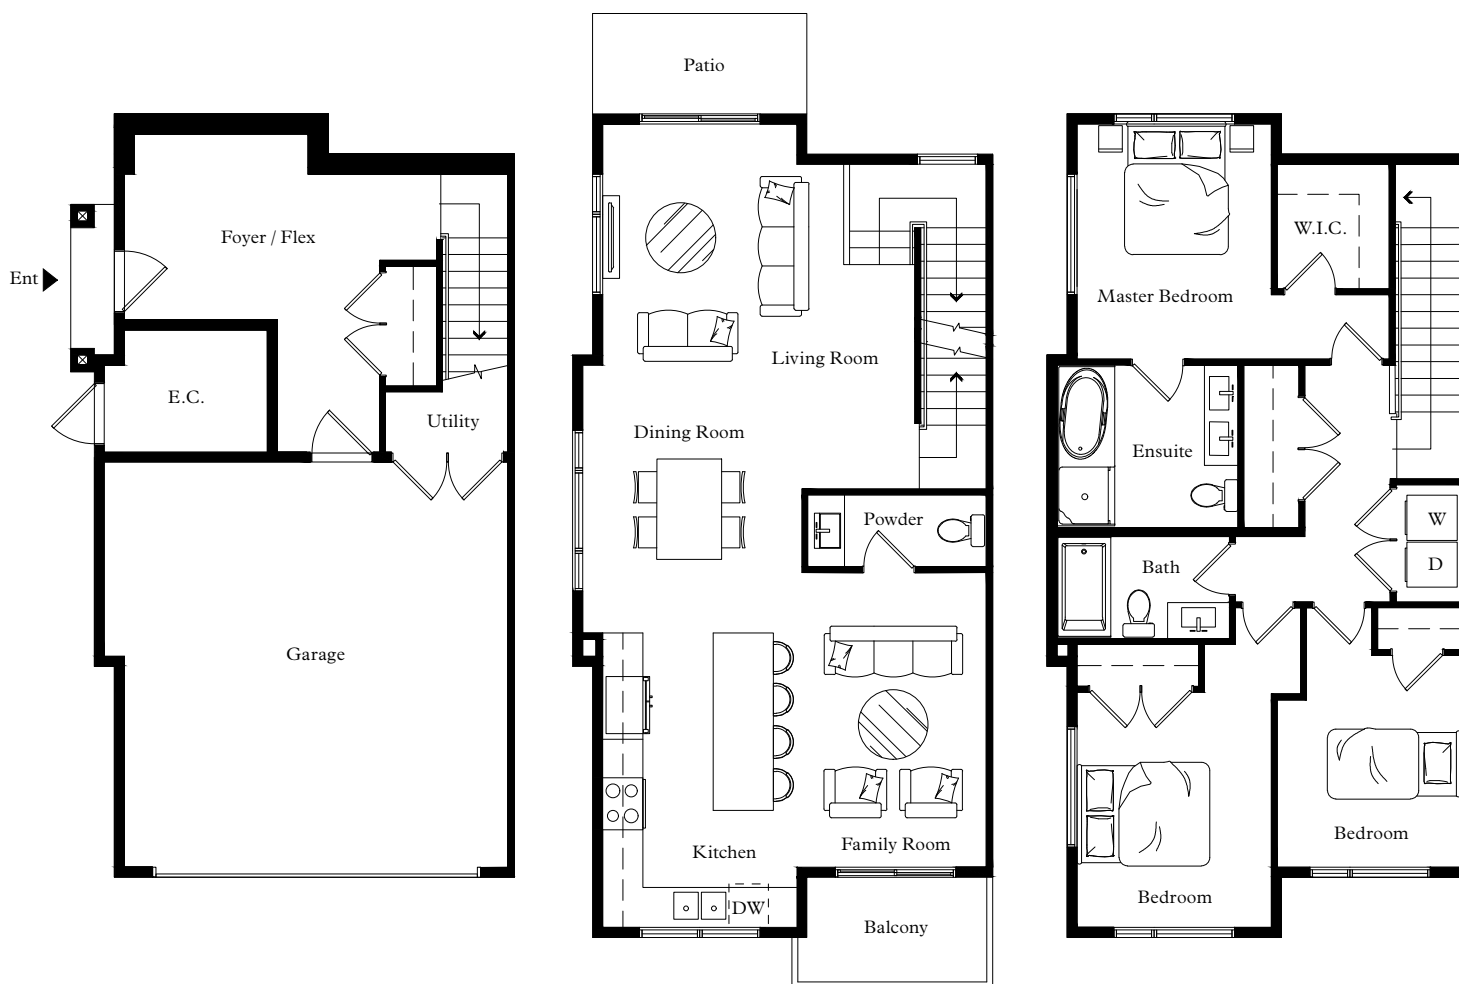 Ent
Foyer / Flex
E.C.
Utility
Garage
Patio
Living Room
Dining Room
Powder
Kitchen
Family Room
DW
Balcony
Master Bedroom
W.I.C.
Ensuite
Bath
W
D
Bedroom
Bedroom